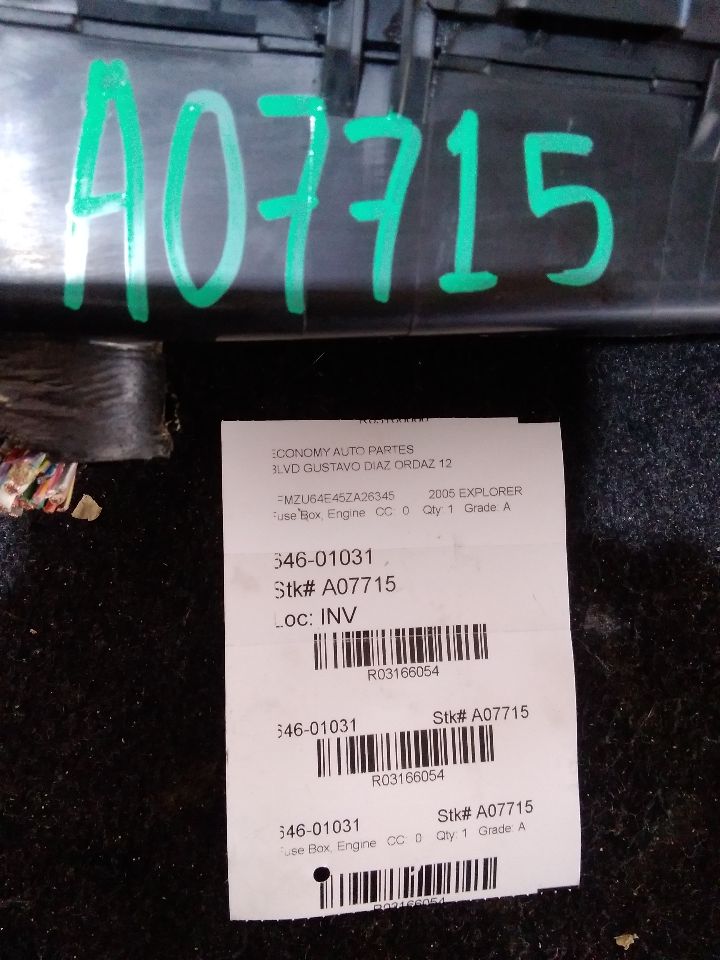 A07715
ECONOMY AUTO PARTES
BLVD GUSTAVO DIAZ ORDAZ 12
FMZU64E45ZA26345 2005 EXPLORER
Fuse Box, Engine CC: 0 Qty: 1 Grade: A
646-01031
Stk# A07715
Loc: INV
R03166054
646-01031 Stk# A07715
R03166054
646-01031 Stk# A07715
Fuse Box, Engine CC: 0 Qty: 1 Grade: A
R03166054